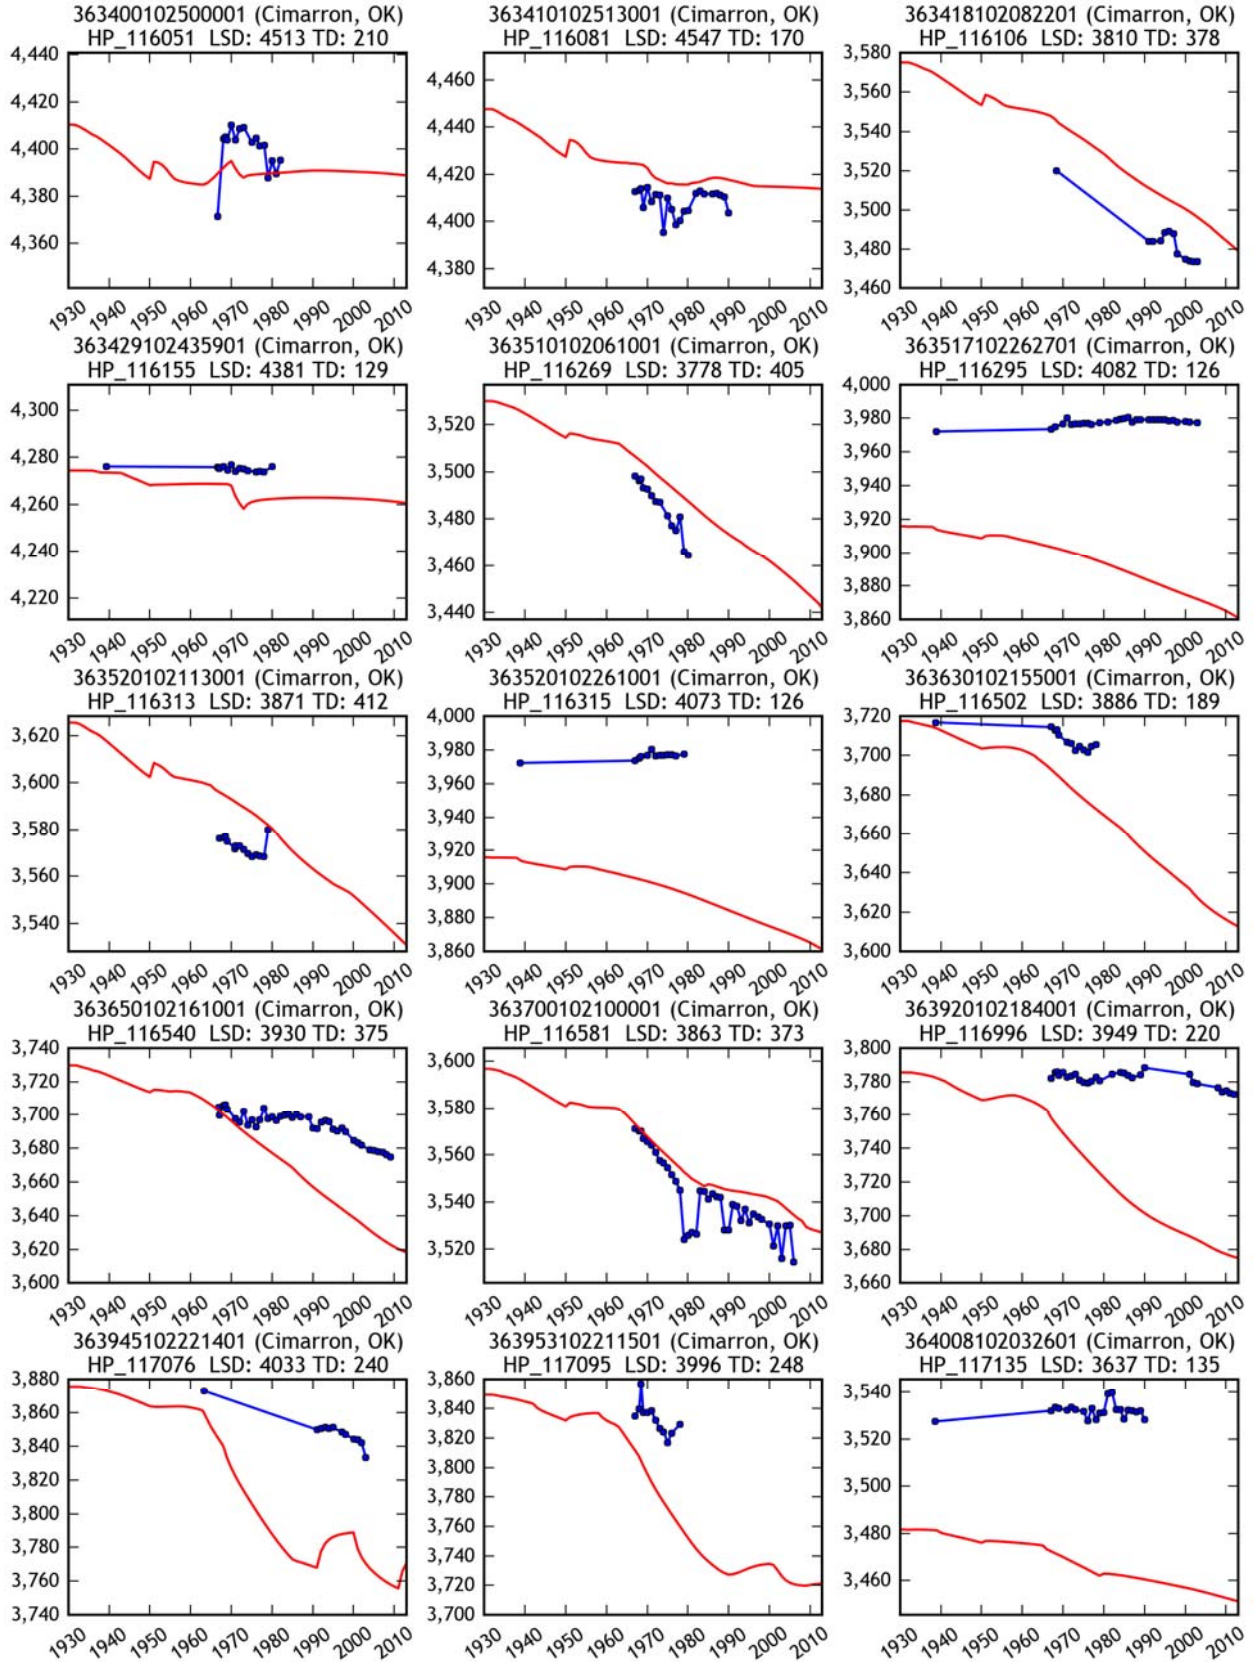 363400102500001 (Cimarron, OK)
HP_116051 LSD: 4513 TD: 210
4,440
4,420
4,400
4,380
4,360
1930 1940 1950 1960 1970 1980 1990 2000 2010
363410102513001 (Cimarron, OK)
HP_116081 LSD: 4547 TD: 170
4,460
4,440
4,420
4,400
4,380
1930 1940 1950 1960 1970 1980 1990 2000 2010
363418102082201 (Cimarron, OK)
HP_116106 LSD: 3810 TD: 378
3,580
3,560
3,540
3,520
3,500
3,480
3,460
1930 1940 1950 1960 1970 1980 1990 2000 2010
363429102435901 (Cimarron, OK)
HP_116155 LSD: 4381 TD: 129
4,300
4,280
4,260
4,240
4,220
1930 1940 1950 1960 1970 1980 1990 2000 2010
363510102061001 (Cimarron, OK)
HP_116269 LSD: 3778 TD: 405
3,520
3,500
3,480
3,460
3,440
1930 1940 1950 1960 1970 1980 1990 2000 2010
363517102262701 (Cimarron, OK)
HP_116295 LSD: 4082 TD: 126
4,000
3,980
3,960
3,940
3,920
3,900
3,880
3,860
1930 1940 1950 1960 1970 1980 1990 2000 2010
363520102113001 (Cimarron, OK)
HP_116313 LSD: 3871 TD: 412
3,620
3,600
3,580
3,560
3,540
1930 1940 1950 1960 1970 1980 1990 2000 2010
363520102261001 (Cimarron, OK)
HP_116315 LSD: 4073 TD: 126
4,000
3,980
3,960
3,940
3,920
3,900
3,880
3,860
1930 1940 1950 1960 1970 1980 1990 2000 2010
363630102155001 (Cimarron, OK)
HP_116502 LSD: 3886 TD: 189
3,720
3,700
3,680
3,660
3,640
3,620
3,600
1930 1940 1950 1960 1970 1980 1990 2000 2010
363650102161001 (Cimarron, OK)
HP_116540 LSD: 3930 TD: 375
3,740
3,720
3,700
3,680
3,660
3,640
3,620
3,600
1930 1940 1950 1960 1970 1980 1990 2000 2010
363700102100001 (Cimarron, OK)
HP_116581 LSD: 3863 TD: 373
3,600
3,580
3,560
3,540
3,520
1930 1940 1950 1960 1970 1980 1990 2000 2010
363920102184001 (Cimarron, OK)
HP_116996 LSD: 3949 TD: 220
3,800
3,780
3,760
3,740
3,720
3,700
3,680
3,660
1930 1940 1950 1960 1970 1980 1990 2000 2010
363945102221401 (Cimarron, OK)
HP_117076 LSD: 4033 TD: 240
3,880
3,860
3,840
3,820
3,800
3,780
3,760
3,740
1930 1940 1950 1960 1970 1980 1990 2000 2010
363953102211501 (Cimarron, OK)
HP_117095 LSD: 3996 TD: 248
3,860
3,840
3,820
3,800
3,780
3,760
3,740
3,720
3,700
1930 1940 1950 1960 1970 1980 1990 2000 2010
364008102032601 (Cimarron, OK)
HP_117135 LSD: 3637 TD: 135
3,540
3,520
3,500
3,480
3,460
1930 1940 1950 1960 1970 1980 1990 2000 2010